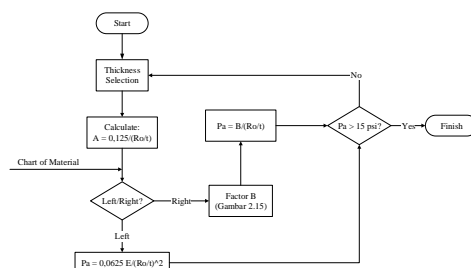 Start
Thickness
Selection
No
Calculate:
A = 0,125/(Ro/t)
Pa = B/(Ro/t)
Pa > 15 psi?
Yes
Finish
Chart of Material
Left/Right?
Right
Factor B
(Gambar 2.15)
Left
Pa = 0,0625 E/(Ro/t)^2